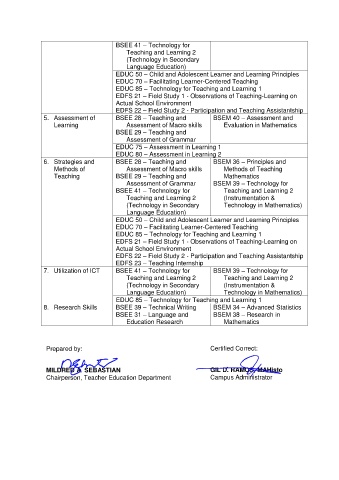 BSEE 41 – Technology for
Teaching and Learning 2
(Technology in Secondary
Language Education)
EDUC 50 – Child and Adolescent Learner and Learning Principles
EDUC 70 – Facilitating Learner-Centered Teaching
EDUC 85 – Technology for Teaching and Learning 1
EDFS 21 – Field Study 1 - Observations of Teaching-Learning on
Actual School Environment
EDFS 22 – Field Study 2 - Participation and Teaching Assistantship
5. Assessment of
Learning
BSEE 28 – Teaching and
Assessment of Macro skills
BSEE 29 – Teaching and
Assessment of Grammar
BSEM 40 – Assessment and
Evaluation in Mathematics
EDUC 75 – Assessment in Learning 1
EDUC 80 – Assessment in Learning 2
6. Strategies and
Methods of
Teaching
BSEE 28 – Teaching and
Assessment of Macro skills
BSEE 29 – Teaching and
Assessment of Grammar
BSEE 41 – Technology for
Teaching and Learning 2
(Technology in Secondary
Language Education)
BSEM 36 – Principles and
Methods of Teaching
Mathematics
BSEM 39 – Technology for
Teaching and Learning 2
(Instrumentation &
Technology in Mathematics)
EDUC 50 – Child and Adolescent Learner and Learning Principles
EDUC 70 – Facilitating Learner-Centered Teaching
EDUC 85 – Technology for Teaching and Learning 1
EDFS 21 – Field Study 1 - Observations of Teaching-Learning on
Actual School Environment
EDFS 22 – Field Study 2 - Participation and Teaching Assistantship
EDFS 23 – Teaching Internship
7. Utilization of ICT
BSEE 41 – Technology for
Teaching and Learning 2
(Technology in Secondary
Language Education)
BSEM 39 – Technology for
Teaching and Learning 2
(Instrumentation &
Technology in Mathematics)
EDUC 85 – Technology for Teaching and Learning 1
8. Research Skills
BSEE 39 – Technical Writing
BSEE 31 – Language and
Education Research
BSEM 34 – Advanced Statistics
BSEM 38 – Research in
Mathematics
Prepared by:
Certified Correct:
MILDRED A. SEBASTIAN
Chairperson, Teacher Education Department
GIL D. RAMOS, MAHisto
Campus Administrator